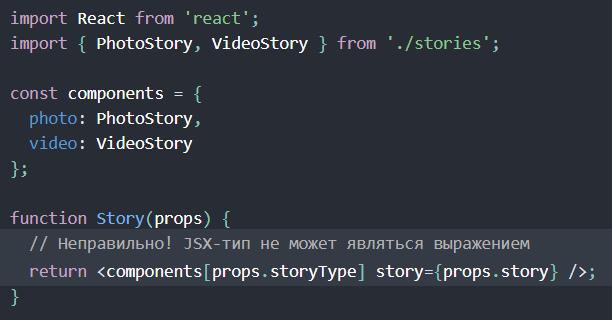 import React from 'react';
import { PhotoStory, VideoStory } from './stories';
const components = {
photo: PhotoStory,
video: VideoStory
};
function Story(props) {
// Неправильно! JSX-тип не может являться выражением
return <components[props.storyType] story={props.story} />;
}